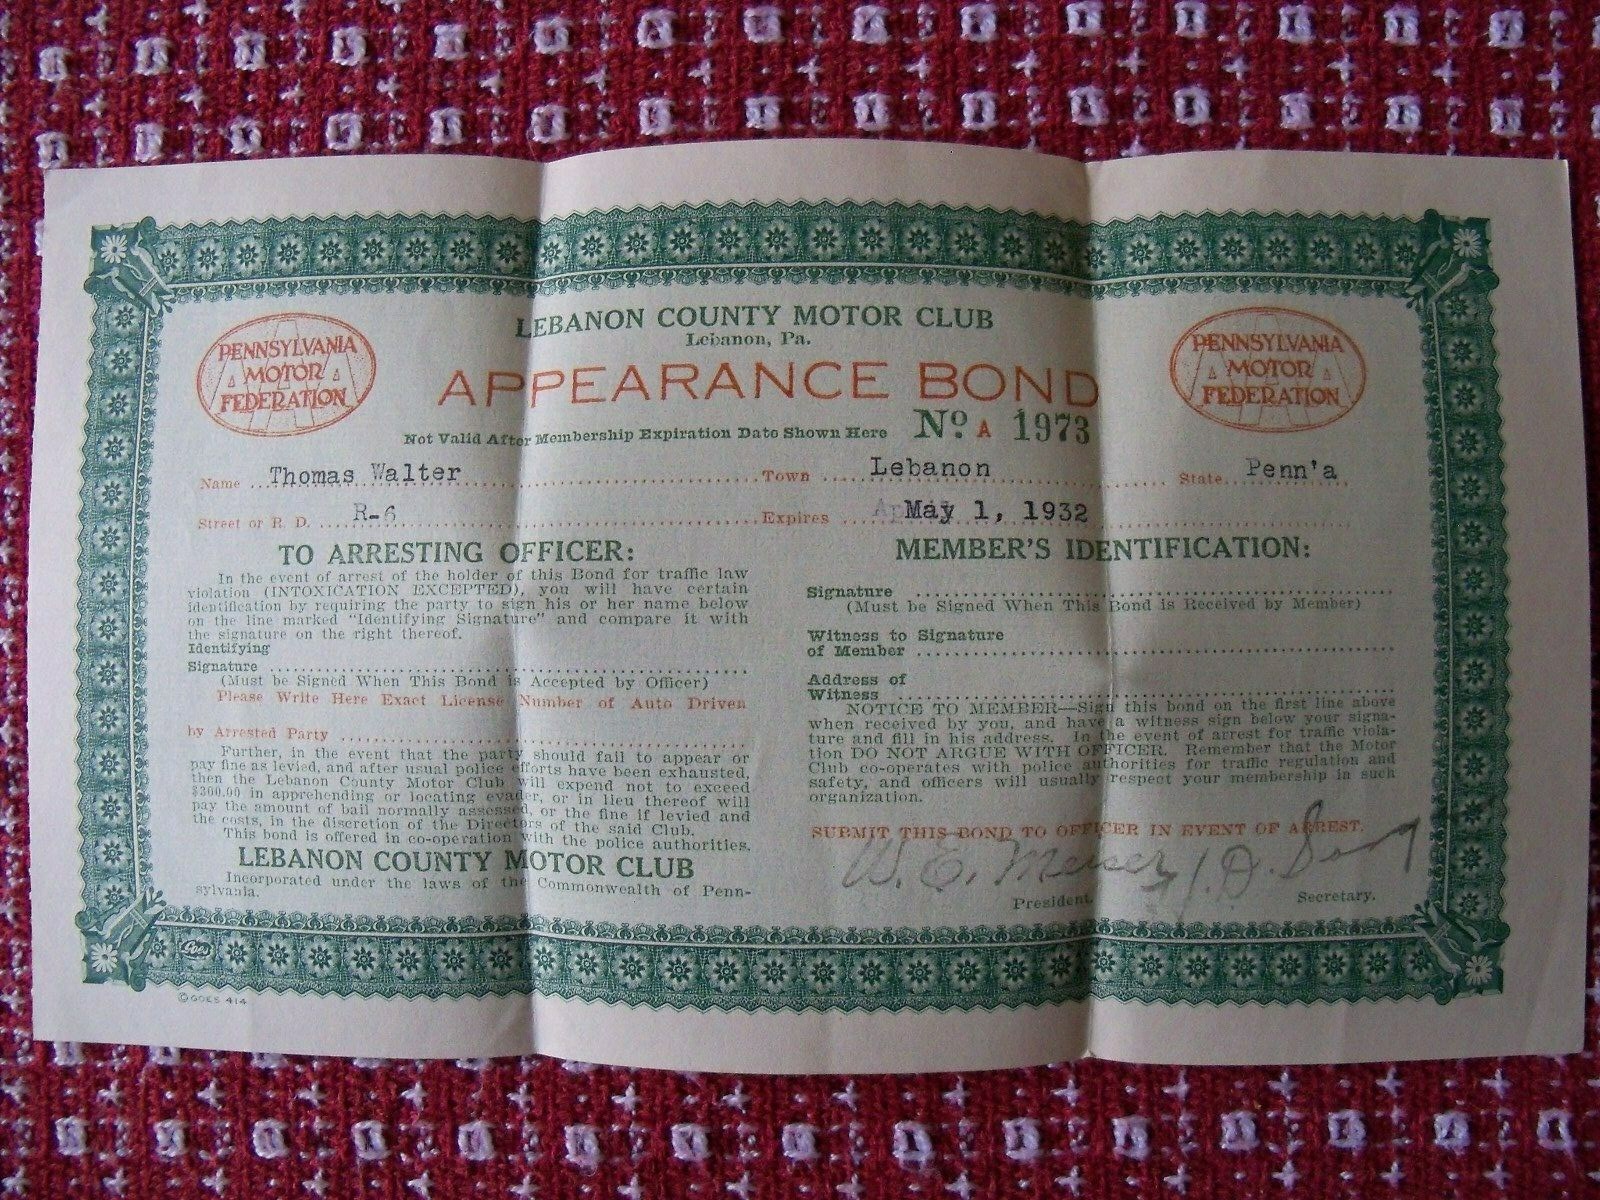 LEBANON COUNTY MOTOR CLUB
Lebanon, Pa.
PENNSYLVANIA
MOTOR
FEDERATION
APPEARANCE BOND
PENNSYLVANIA
MOTOR
FEDERATION
Not Valid After Membership Expiration Date Shown Here No A 1973
Name Thomas Walter Town Lebanon State Penn'a
Street or R. D. R-6 Expires May 1, 1932
TO ARRESTING OFFICER:
In the event of arrest of the holder of this Bond for traffic law
violation (INTOXICATION EXCEPTED), you will have certain
identification by requiring the party to sign his or her name below
on the line marked "Identifying Signature" and compare it with
the signature on the right thereof.
Identifying
Signature
(Must be Signed When This Bond is Accepted by Officer)
Please Write Here Exact License Number of Auto Driven
by Arrested Party
Further, in the event that the party should fail to appear or
pay fine as levied, and after usual police efforts have been exhausted,
then the Lebanon County Motor Club will expend not to exceed
$200.00 in apprehending or locating evader, or in lieu thereof will
pay the amount of bail normally assessed, or the fine if levied and
the costs, in the discretion of the Directors of the said Club.
This bond is offered in co-operation with the police authorities.
LEBANON COUNTY MOTOR CLUB
Incorporated under the laws of the Commonwealth of Penn-
sylvania.
MEMBER'S IDENTIFICATION:
Signature
(Must be Signed When This Bond is Received by Member)
Witness to Signature
of Member
Address of
Witness
NOTICE TO MEMBER—Sign this bond on the first line above
when received by you, and have a witness sign below your signa-
ture and fill in his address. In the event of arrest for traffic viola-
tion DO NOT ARGUE WITH OFFICER. Remember that the Motor
Club co-operates with police authorities for traffic regulation and
safety, and officers will usually respect your membership in such
organization.
SUBMIT THIS BOND TO OFFICER IN EVENT OF ARREST.
W. E. Meiser
President. Secretary.
Goes
©GOES 414